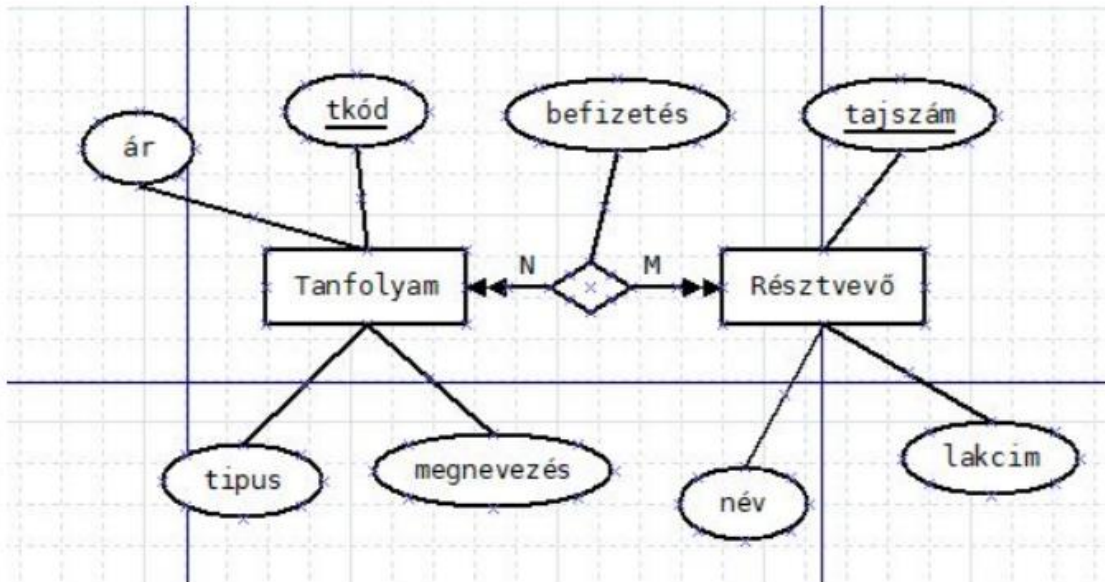 ár
tkód
befizetés
tajszám
Tanfolyam
N
M
Résztvevő
tipus
megnevezés
név
lakcim